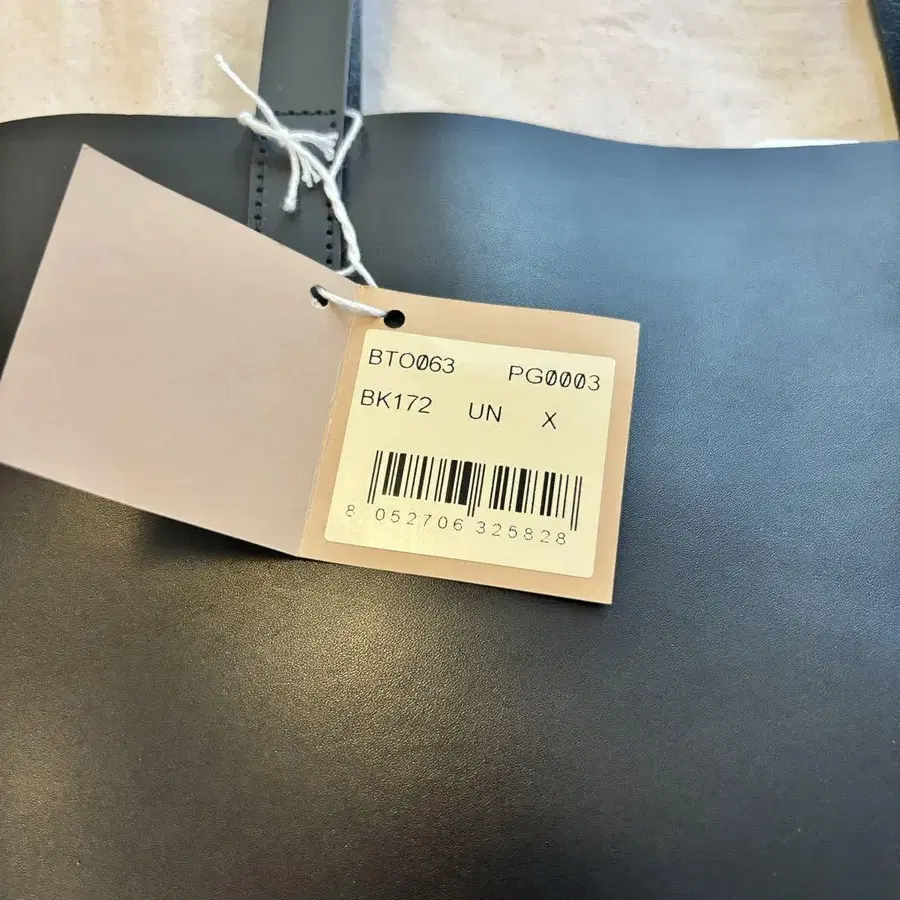 BTO063 PG0003
BK172 UN X
8 052706 325828